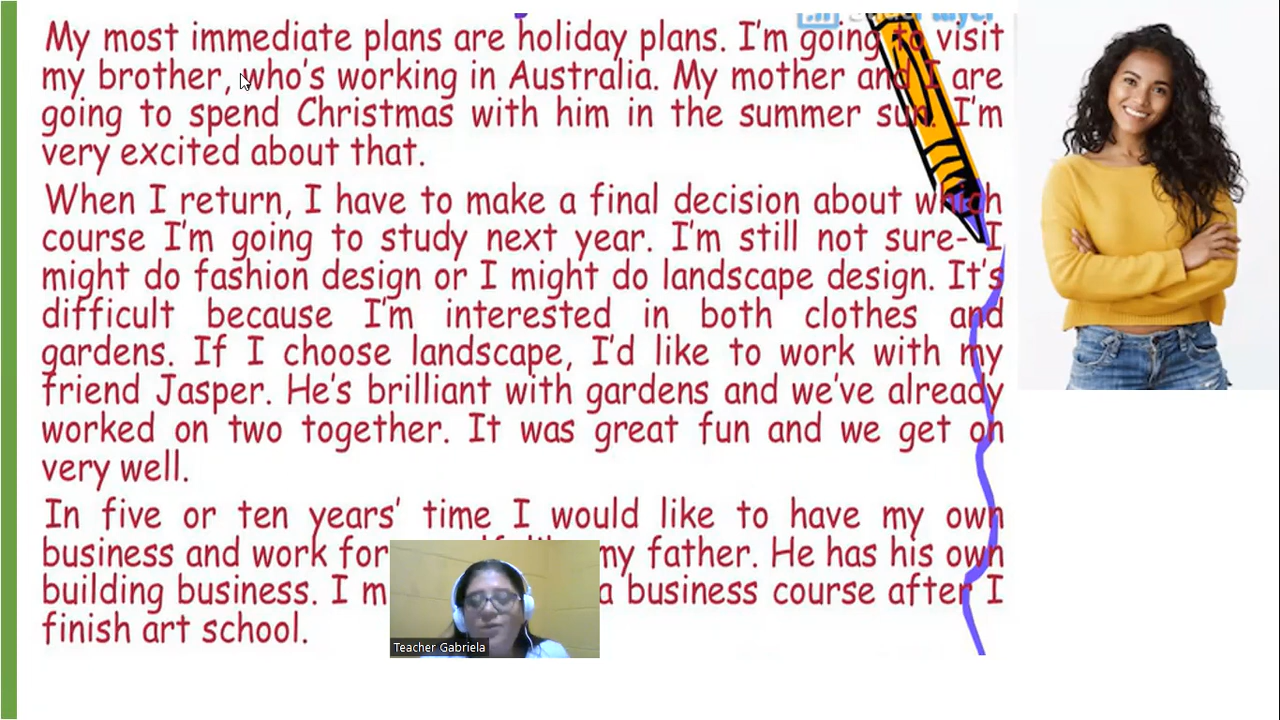 My most immediate plans are holiday plans. I'm going to visit
my brother, who's working in Australia. My mother and I are
going to spend Christmas with him in the summer sun. I'm
very excited about that.
When I return, I have to make a final decision about which
course I'm going to study next year. I'm still not sure- I
might do fashion design or I might do landscape design. It's
difficult because I'm interested in both clothes and
gardens. If I choose landscape, I'd like to work with my
friend Jasper. He's brilliant with gardens and we've already
worked on two together. It was great fun and we get on
very well.
In five or ten years' time I would like to have my own
business and work for my father. He has his own
building business. I a business course after I
finish art school.
Teacher Gabriela